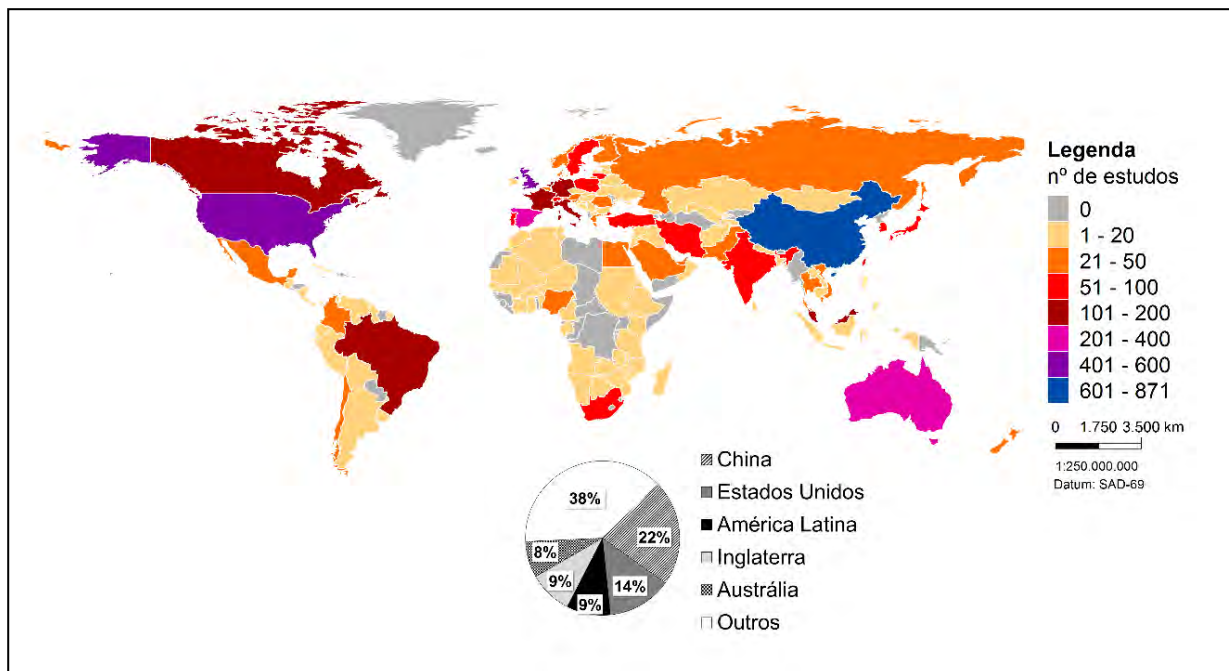 Legenda
nº de estudos
0
1 - 20
21 - 50
51 - 100
101 - 200
201 - 400
401 - 600
601 - 871
0 1.750 3.500 km
1:250.000.000
Datum: SAD-69
38%
22%
14%
9%
9%
8%
China
Estados Unidos
América Latina
Inglaterra
Austrália
Outros